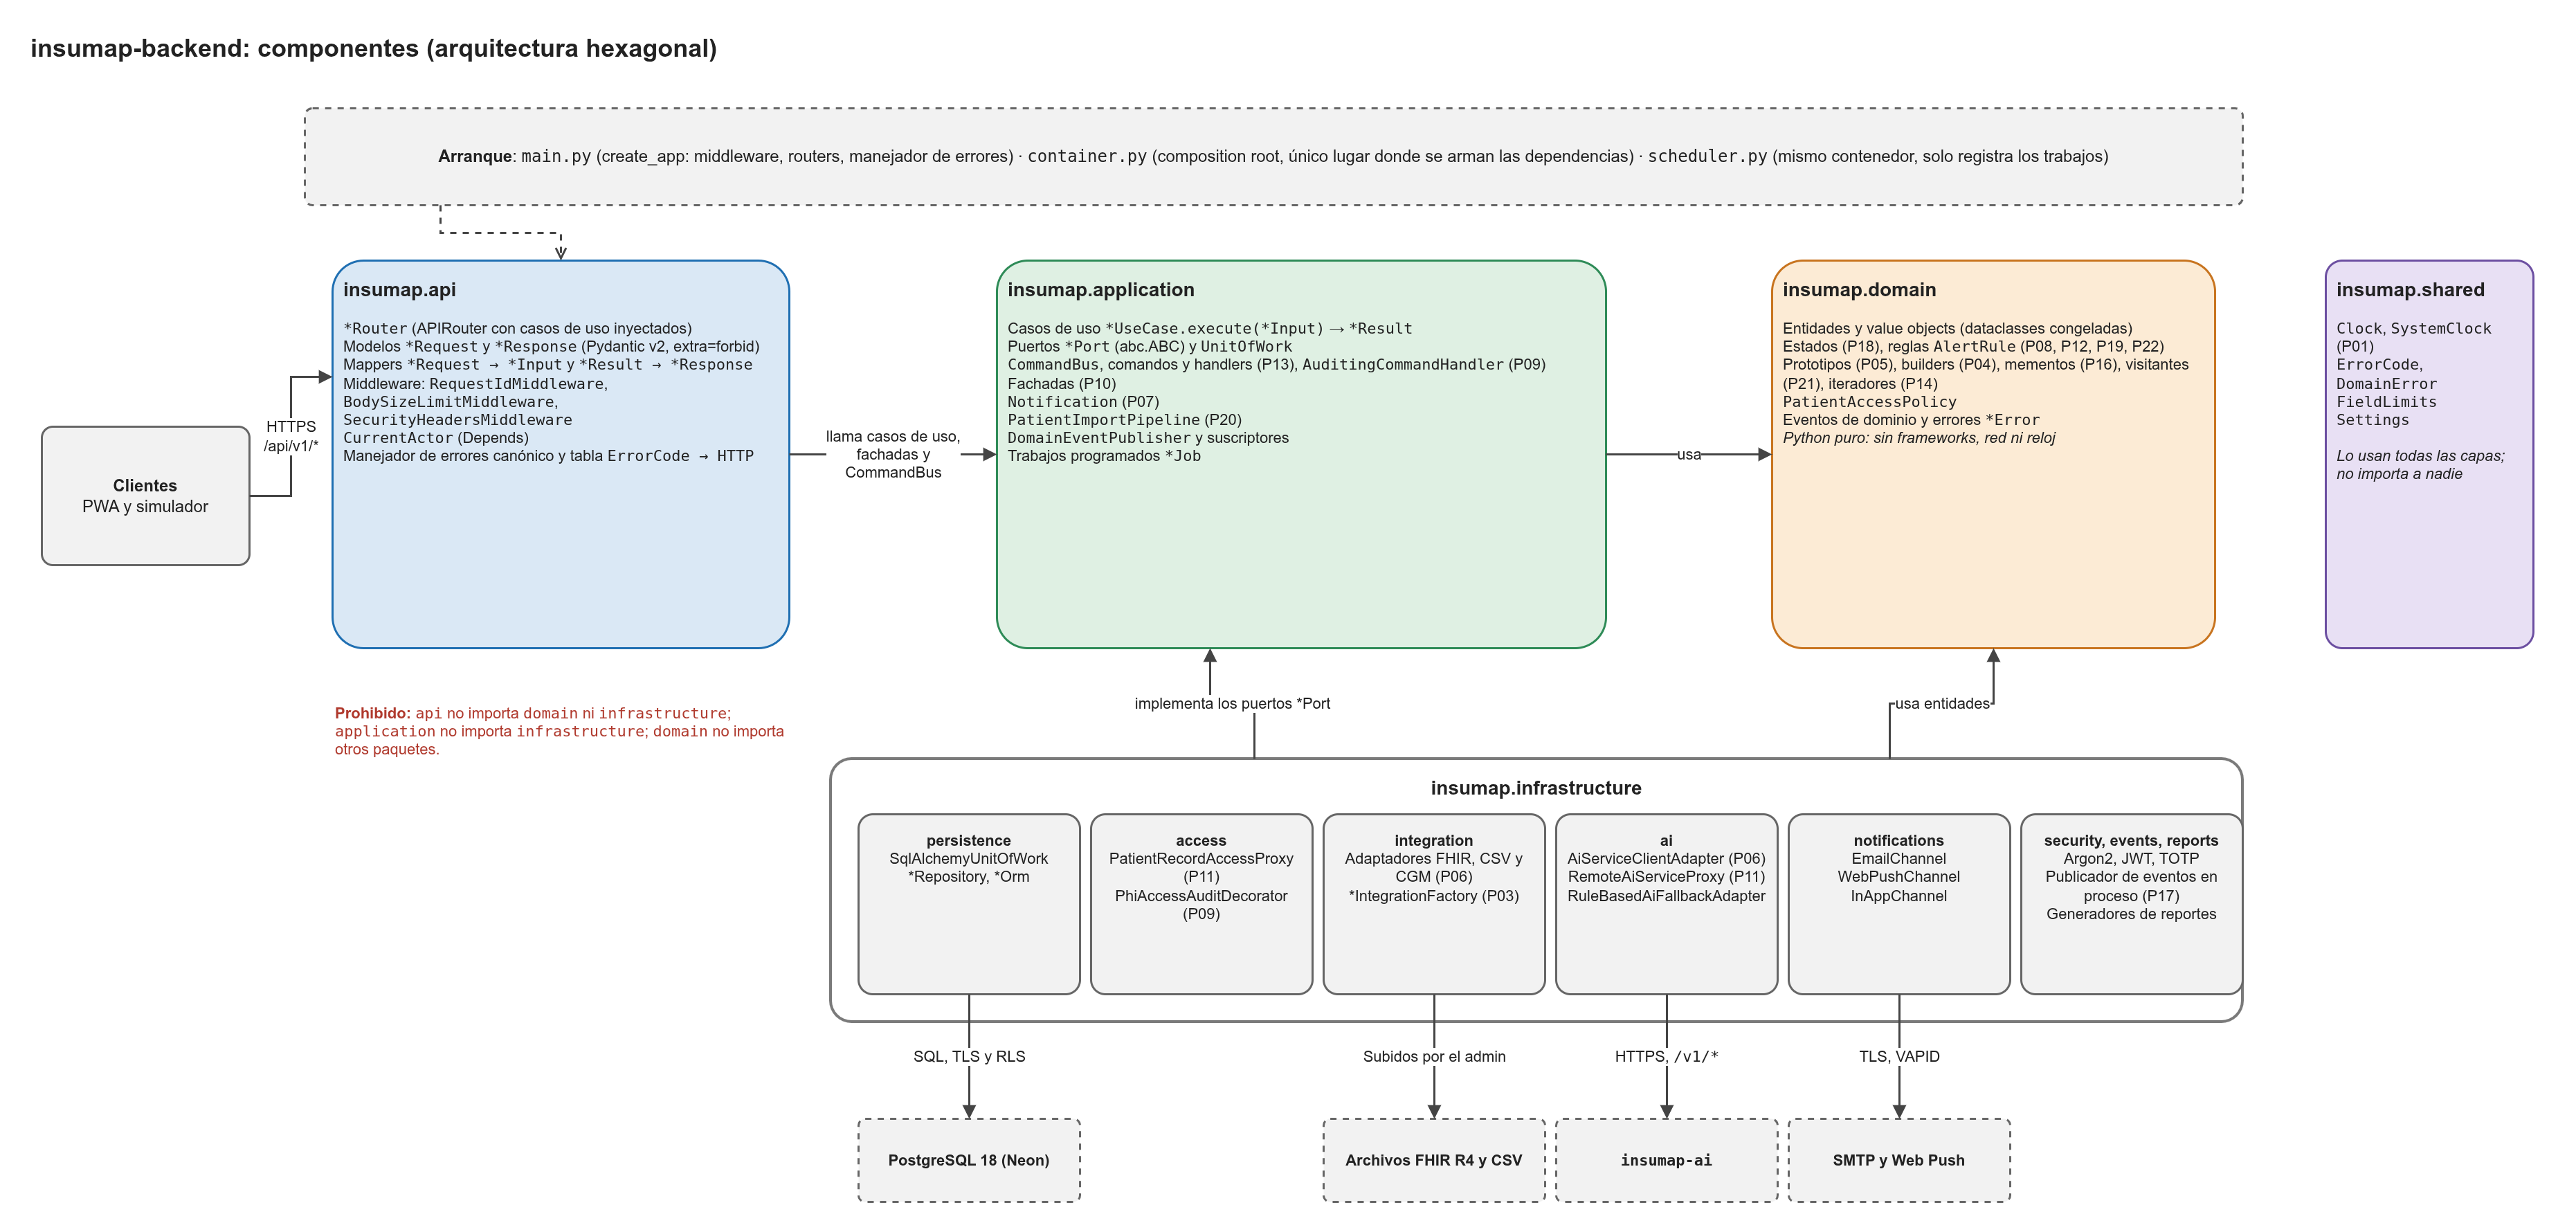 insumap-backend: componentes (arquitectura hexagonal)
Arranque: main.py (create_app: middleware, routers, manejador de errores) · container.py (composition root, único lugar donde se arman las dependencias) · scheduler.py (mismo contenedor, solo registra los trabajos)
Clientes
PWA y simulador
HTTPS
/api/v1/*
insumap.api
*Router (APIRouter con casos de uso inyectados)
Modelos *Request y *Response (Pydantic v2, extra=forbid)
Mappers *Request → *Input y *Result → *Response
Middleware: RequestIdMiddleware,
BodySizeLimitMiddleware,
SecurityHeadersMiddleware
CurrentActor (Depends)
Manejador de errores canónico y tabla ErrorCode → HTTP
llama casos de uso,
fachadas y
CommandBus
insumap.application
Casos de uso *UseCase.execute(*Input) → *Result
Puertos *Port (abc.ABC) y UnitOfWork
CommandBus, comandos y handlers (P13), AuditingCommandHandler (P09)
Fachadas (P10)
Notification (P07)
PatientImportPipeline (P20)
DomainEventPublisher y suscriptores
Trabajos programados *Job
usa
insumap.domain
Entidades y value objects (dataclasses congeladas)
Estados (P18), reglas AlertRule (P08, P12, P19, P22)
Prototipos (P05), builders (P04), mementos (P16), visitantes
(P21), iteradores (P14)
PatientAccessPolicy
Eventos de dominio y errores *Error
Python puro: sin frameworks, red ni reloj
insumap.shared
Clock, SystemClock
(P01)
ErrorCode,
DomainError
FieldLimits
Settings
Lo usan todas las capas;
no importa a nadie
Prohibido: api no importa domain ni infrastructure;
application no importa infrastructure; domain no importa
otros paquetes.
implementa los puertos *Port
usa entidades
insumap.infrastructure
persistence
SqlAlchemyUnitOfWork
*Repository, *Orm
access
PatientRecordAccessProxy
(P11)
PhiAccessAuditDecorator
(P09)
integration
Adaptadores FHIR, CSV y
CGM (P06)
*IntegrationFactory (P03)
ai
AiServiceClientAdapter (P06)
RemoteAiServiceProxy (P11)
RuleBasedAiFallbackAdapter
notifications
EmailChannel
WebPushChannel
InAppChannel
security, events, reports
Argon2, JWT, TOTP
Publicador de eventos en
proceso (P17)
Generadores de reportes
SQL, TLS y RLS
Subidos por el admin
HTTPS, /v1/*
TLS, VAPID
PostgreSQL 18 (Neon)
Archivos FHIR R4 y CSV
insumap-ai
SMTP y Web Push